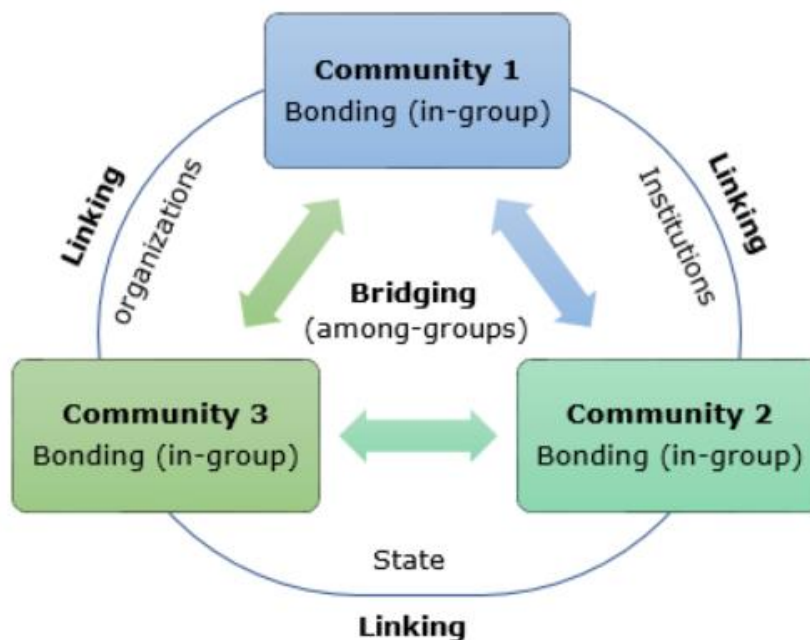 Community 1
Bonding (in-group)
Linking
organizations
Institutions
Linking
Bridging
(among-groups)
Community 3
Bonding (in-group)
Community 2
Bonding (in-group)
State
Linking